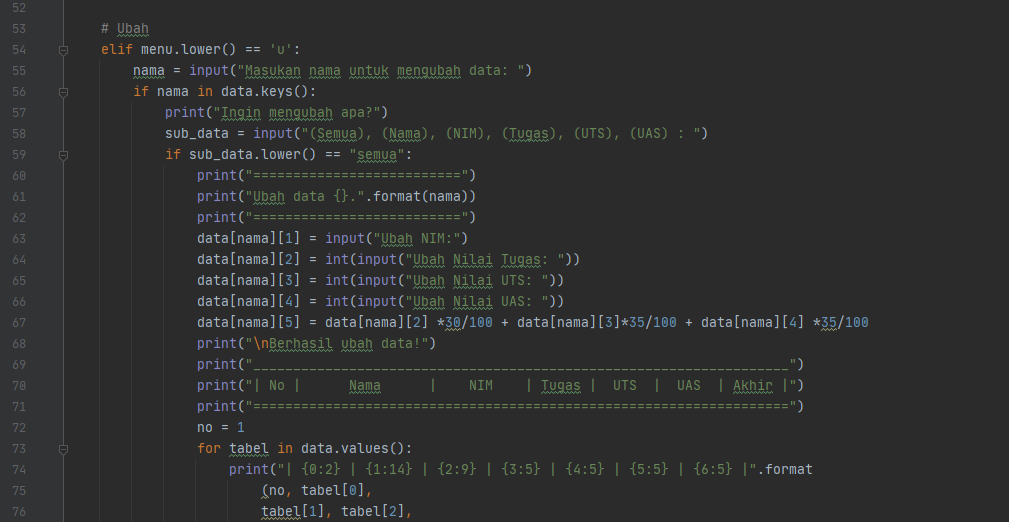 52
53 # Ubah
54 elif menu.lower() == 'u':
55 nama = input("Masukan nama untuk mengubah data: ")
56 if nama in data.keys():
57 print("Ingin mengubah apa?")
58 sub_data = input("(Semua), (Nama), (NIM), (Tugas), (UTS), (UAS) : ")
59 if sub_data.lower() == "semua":
60 print("==========================")
61 print("Ubah data {}.".format(nama))
62 print("==========================")
63 data[nama][1] = input("Ubah NIM:")
64 data[nama][2] = int(input("Ubah Nilai Tugas: "))
65 data[nama][3] = int(input("Ubah Nilai UTS: "))
66 data[nama][4] = int(input("Ubah Nilai UAS: "))
67 data[nama][5] = data[nama][2] *30/100 + data[nama][3]*35/100 + data[nama][4] *35/100
68 print("\nBerhasil ubah data!")
69 print("___________________________________________________________________")
70 print("| No |      Nama      |    NIM    | Tugas |  UTS  |  UAS  | Akhir |")
71 print("===================================================================")
72 no = 1
73 for tabel in data.values():
74 print("| {0:2} | {1:14} | {2:9} | {3:5} | {4:5} | {5:5} | {6:5} |".format
75 (no, tabel[0],
76 tabel[1], tabel[2],